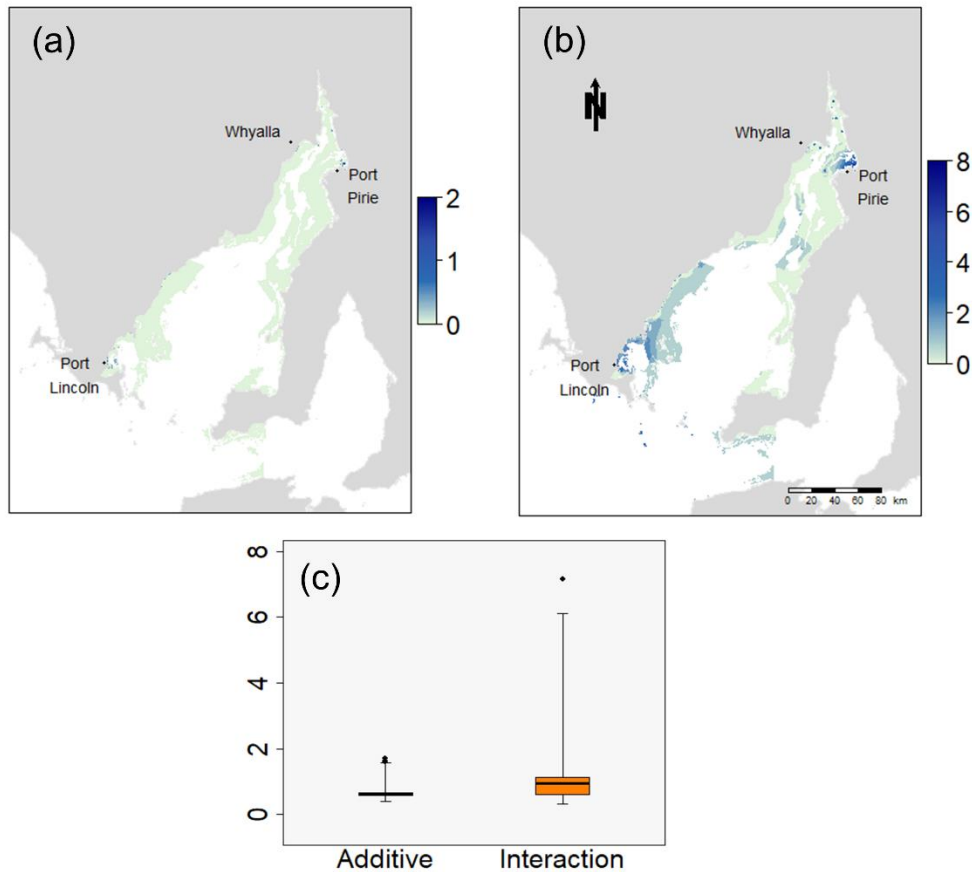 (a)
Whyalla
Port
Pirie
Port
Lincoln
2
1
0
(b)
N
Whyalla
Port
Pirie
Port
Lincoln
8
6
4
2
0
0 20 40 60 80 km
(c)
8
6
4
2
0
Additive Interaction